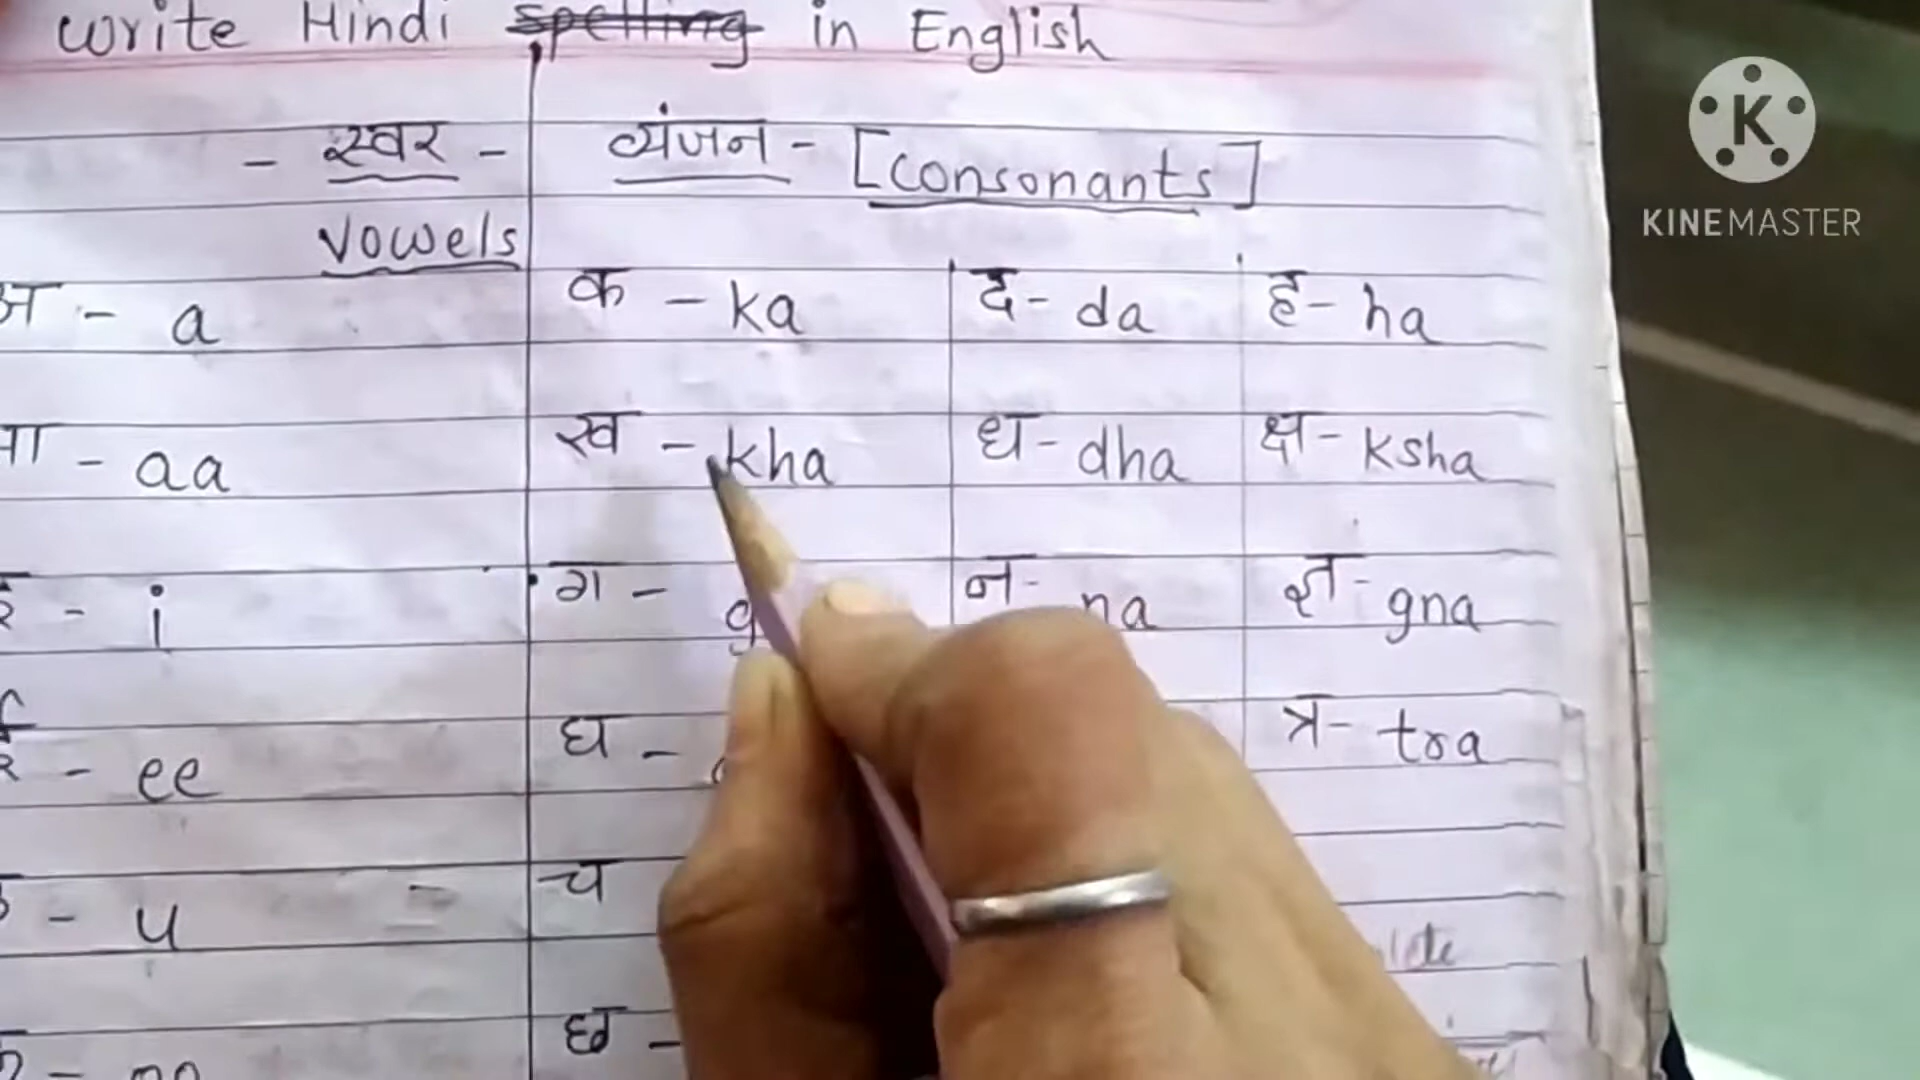 write Hindi spelling in English
- स्वर -
vowels
व्यंजन - [consonants]
अ - a
क - ka
द - da
ह - ha
aa
ख - kha
ध - dha
क्ष - ksha
- i
ग -
न - na
ज्ञ - gna
- ee
घ -
त्र - tra
- u
च
छ -
K
KINEMASTER